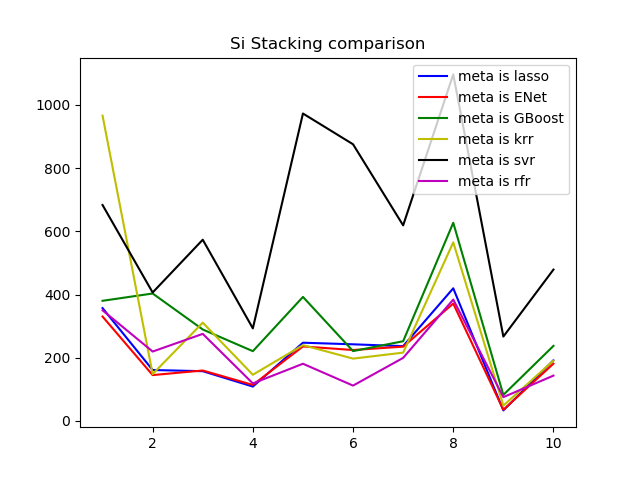 Si Stacking comparison
meta is lasso
meta is ENet
meta is GBoost
meta is krr
meta is svr
meta is rfr
1000
800
600
400
200
0
2 4 6 8 10